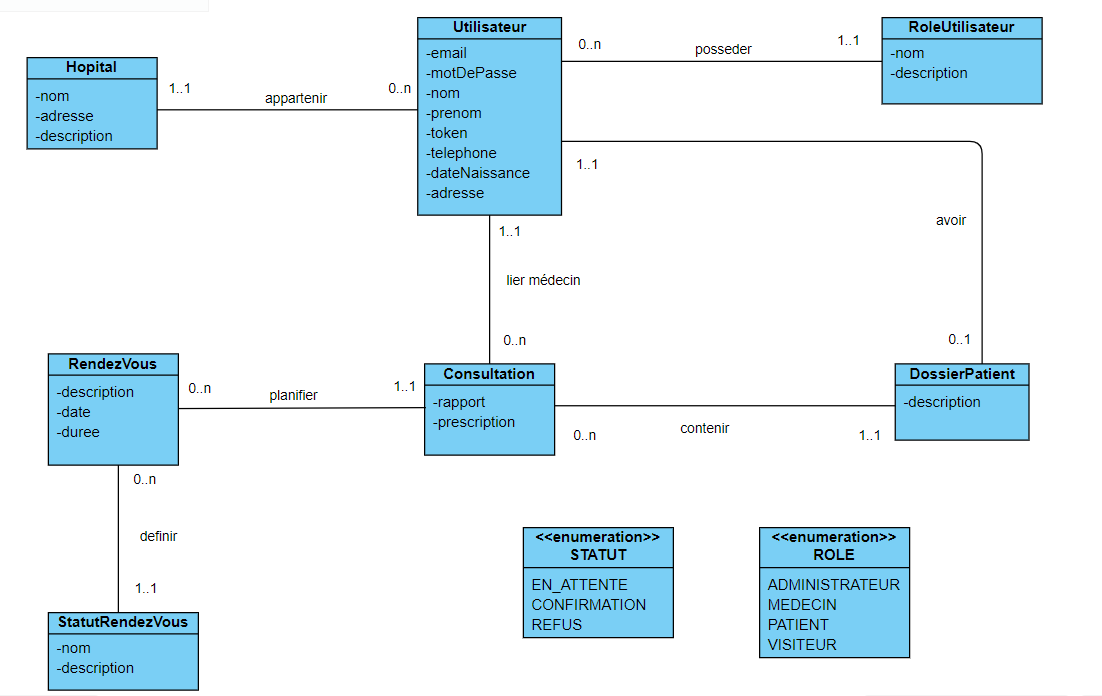 Utilisateur
-email
-motDePasse
-nom
-prenom
-token
-telephone
-dateNaissance
-adresse
RoleUtilisateur
-nom
-description
0..n
posseder
1..1
Hopital
-nom
-adresse
-description
1..1
appartenir
0..n
1..1
avoir
0..1
1..1
lier médecin
0..n
RendezVous
-description
-date
-duree
0..n
planifier
1..1
Consultation
-rapport
-prescription
0..n
contenir
1..1
DossierPatient
-description
0..n
definir
1..1
StatutRendezVous
-nom
-description
<<enumeration>>
STATUT
EN_ATTENTE
CONFIRMATION
REFUS
<<enumeration>>
ROLE
ADMINISTRATEUR
MEDECIN
PATIENT
VISITEUR